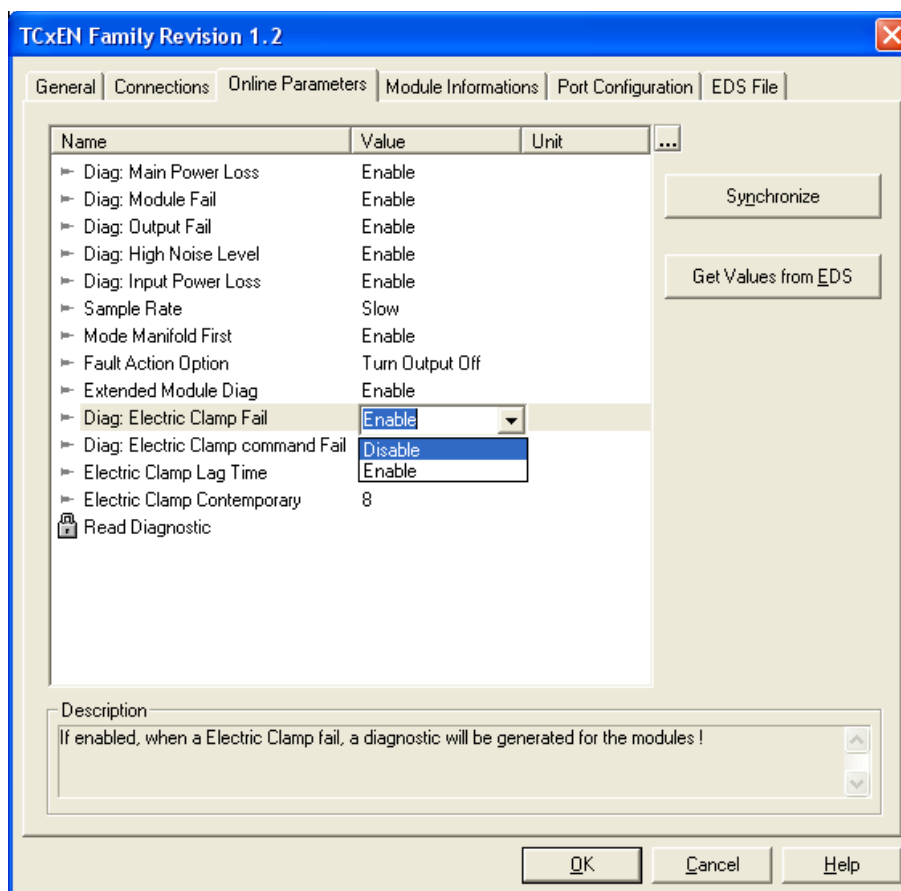 TCxEN Family Revision 1.2
General Connections Online Parameters Module Informations Port Configuration EDS File
Name Value Unit ...
Diag: Main Power Loss Enable
Diag: Module Fail Enable
Synchronize
Diag: Output Fail Enable
Diag: High Noise Level Enable
Diag: Input Power Loss Enable
Get Values from EDS
Sample Rate Slow
Mode Manifold First Enable
Fault Action Option Turn Output Off
Extended Module Diag Enable
Diag: Electric Clamp Fail Enable
Diag: Electric Clamp command Fail Disable
Electric Clamp Lag Time Enable
Electric Clamp Contemporary 8
Read Diagnostic
Description
If enabled, when a Electric Clamp fail, a diagnostic will be generated for the modules !
OK Cancel Help